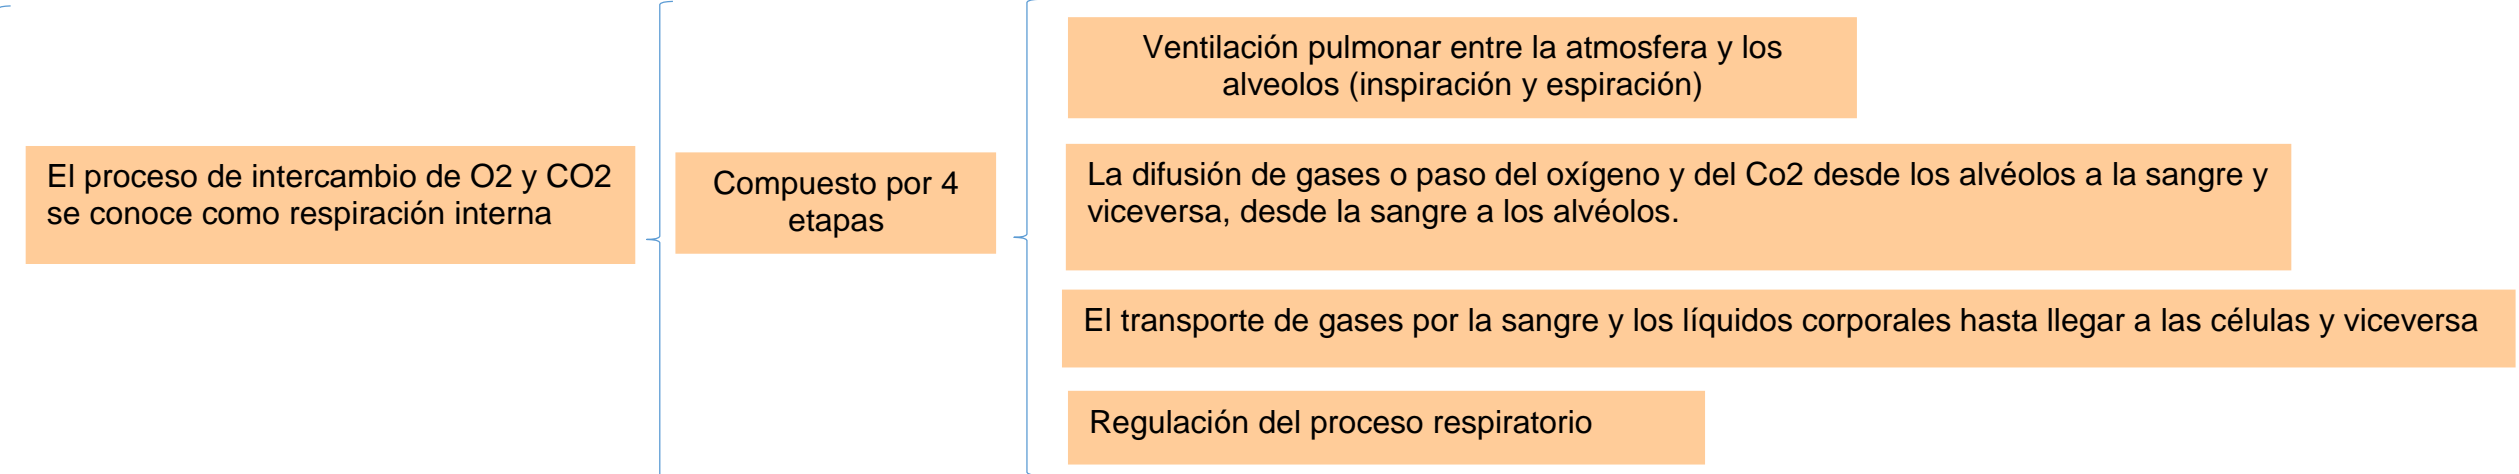 El proceso de intercambio de O2 y CO2
se conoce como respiración interna
Compuesto por 4
etapas
Ventilación pulmonar entre la atmosfera y los
alveolos (inspiración y espiración)
La difusión de gases o paso del oxígeno y del Co2 desde los alvéolos a la sangre y
viceversa, desde la sangre a los alvéolos.
El transporte de gases por la sangre y los líquidos corporales hasta llegar a las células y viceversa
Regulación del proceso respiratorio